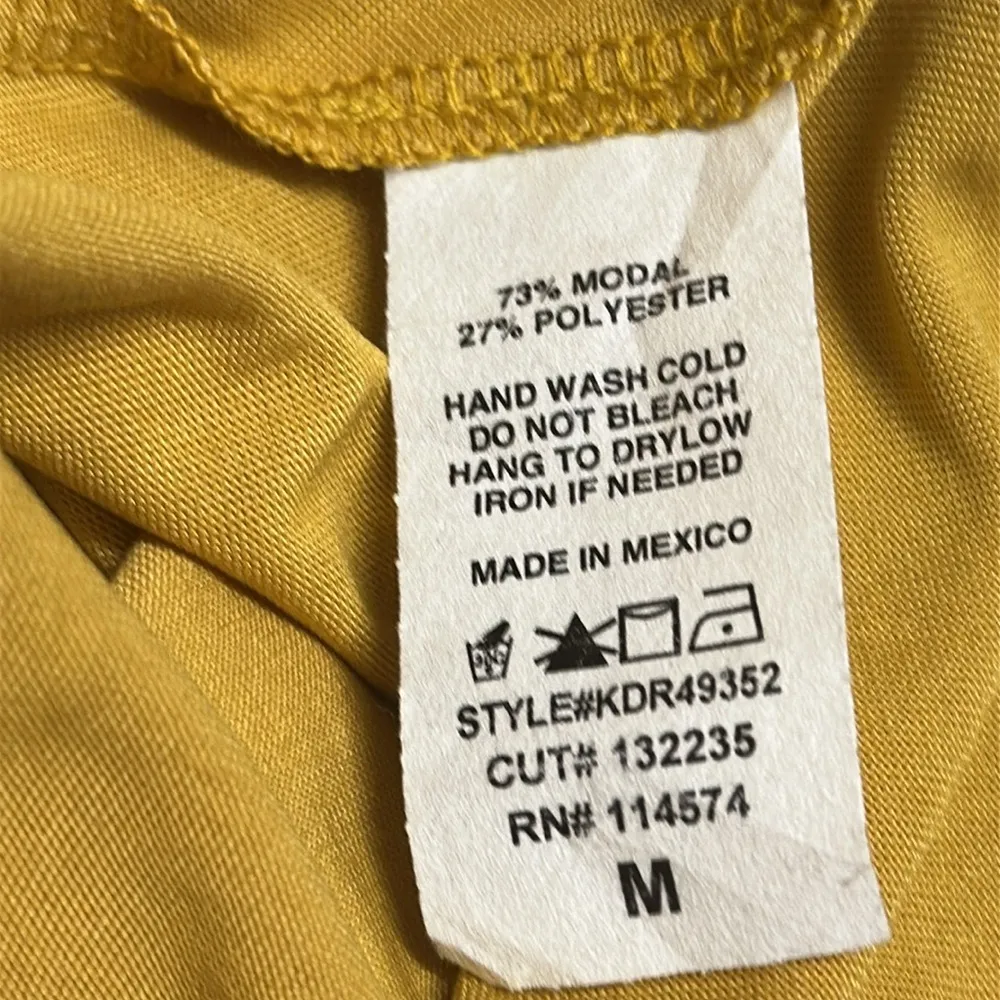 73% MODAL
27% POLYESTER
HAND WASH COLD
DO NOT BLEACH
HANG TO DRYLOW
IRON IF NEEDED
MADE IN MEXICO
STYLE#KDR49352
CUT# 132235
RN# 114574
M